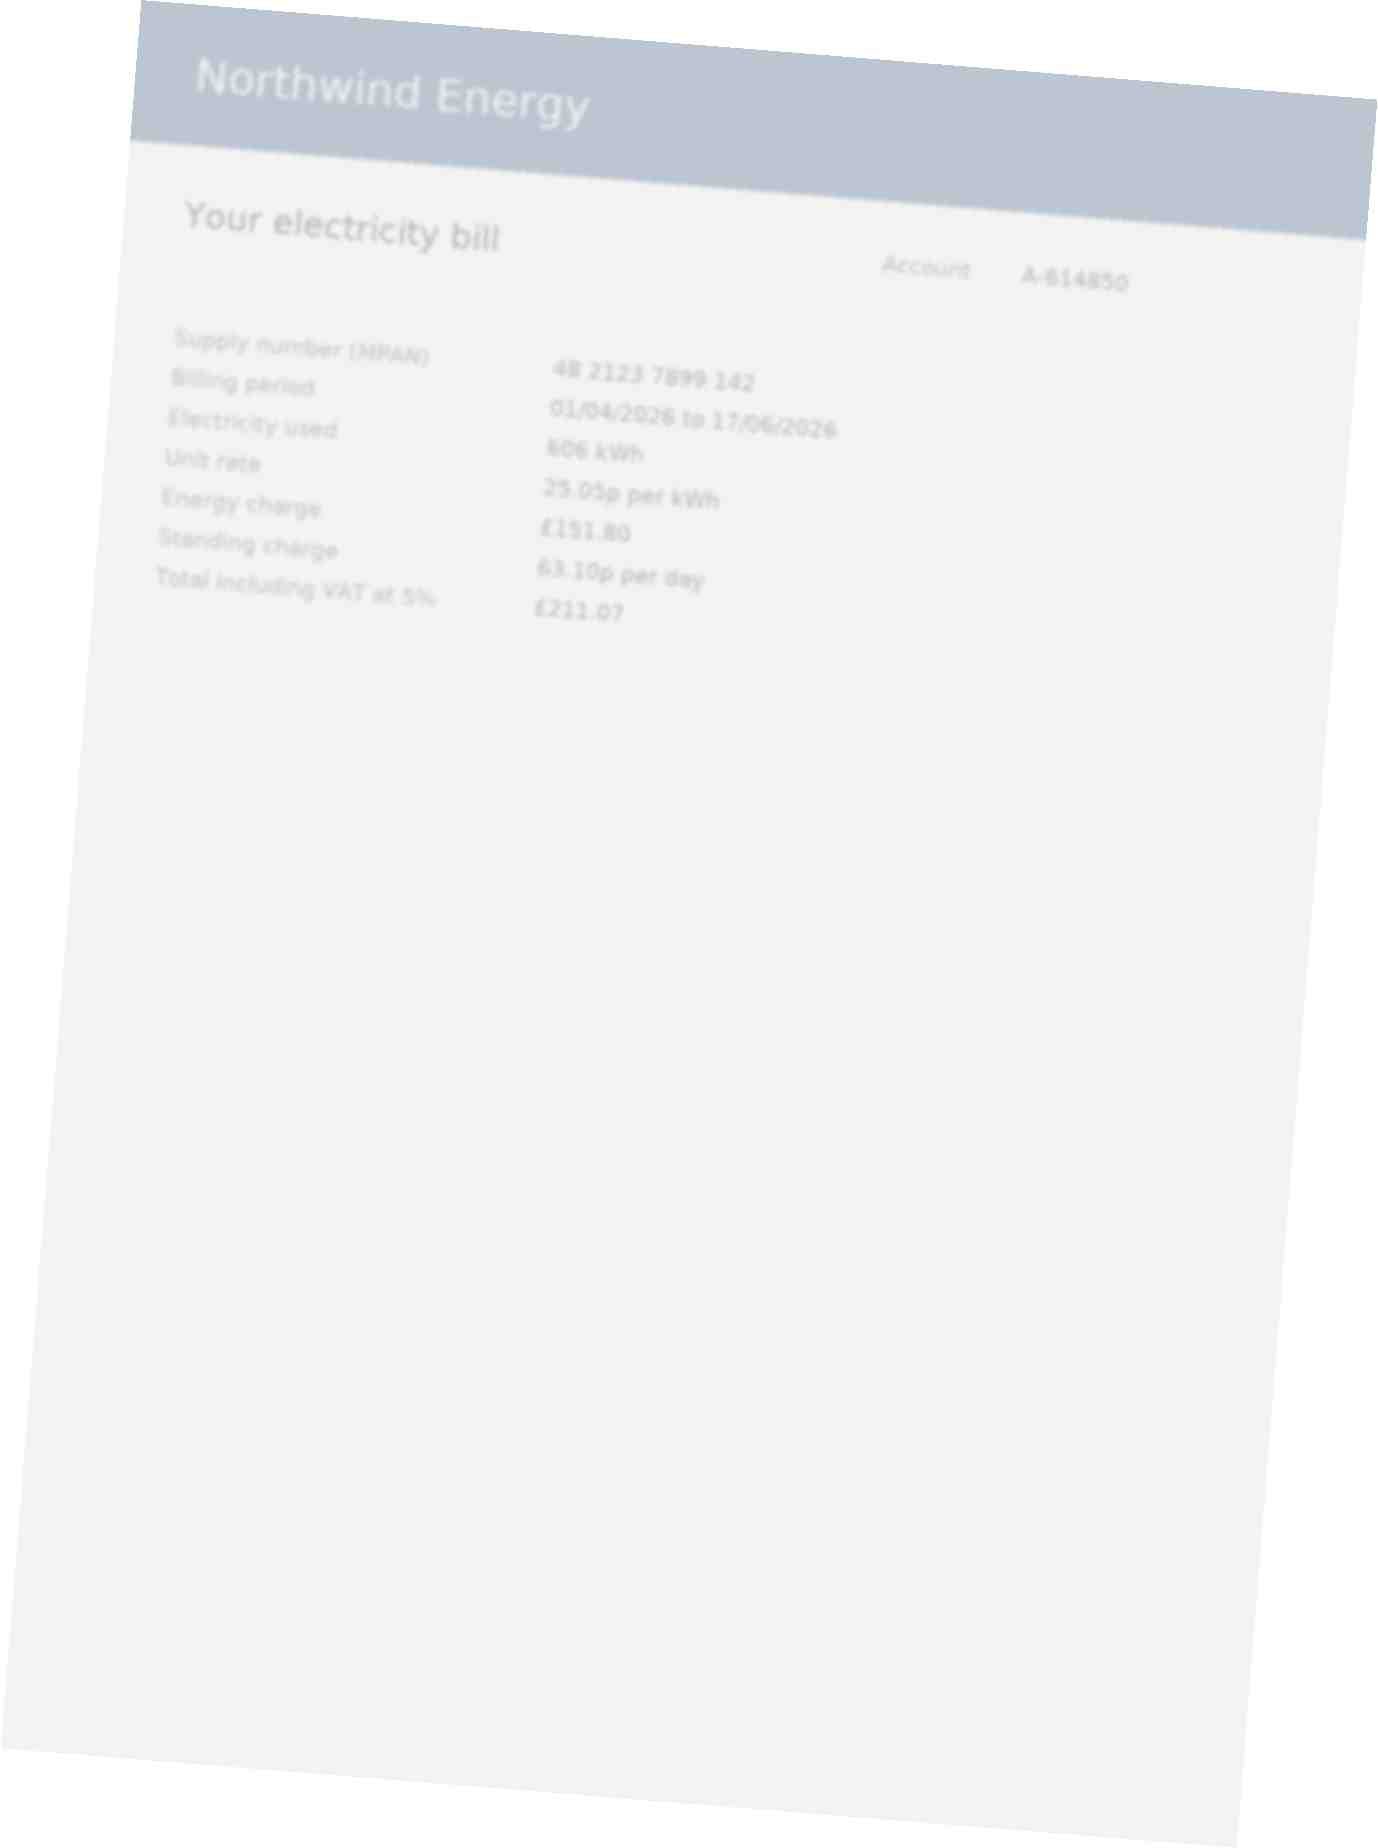 Northwind Energy
Your electricity bill
Account A-614850
Supply number (MPAN) 48 2123 7899 142
Billing period 01/04/2026 to 17/06/2026
Electricity used 606 kWh
Unit rate 25.05p per kWh
Energy charge £151.80
Standing charge 63.10p per day
Total including VAT at 5% £211.07